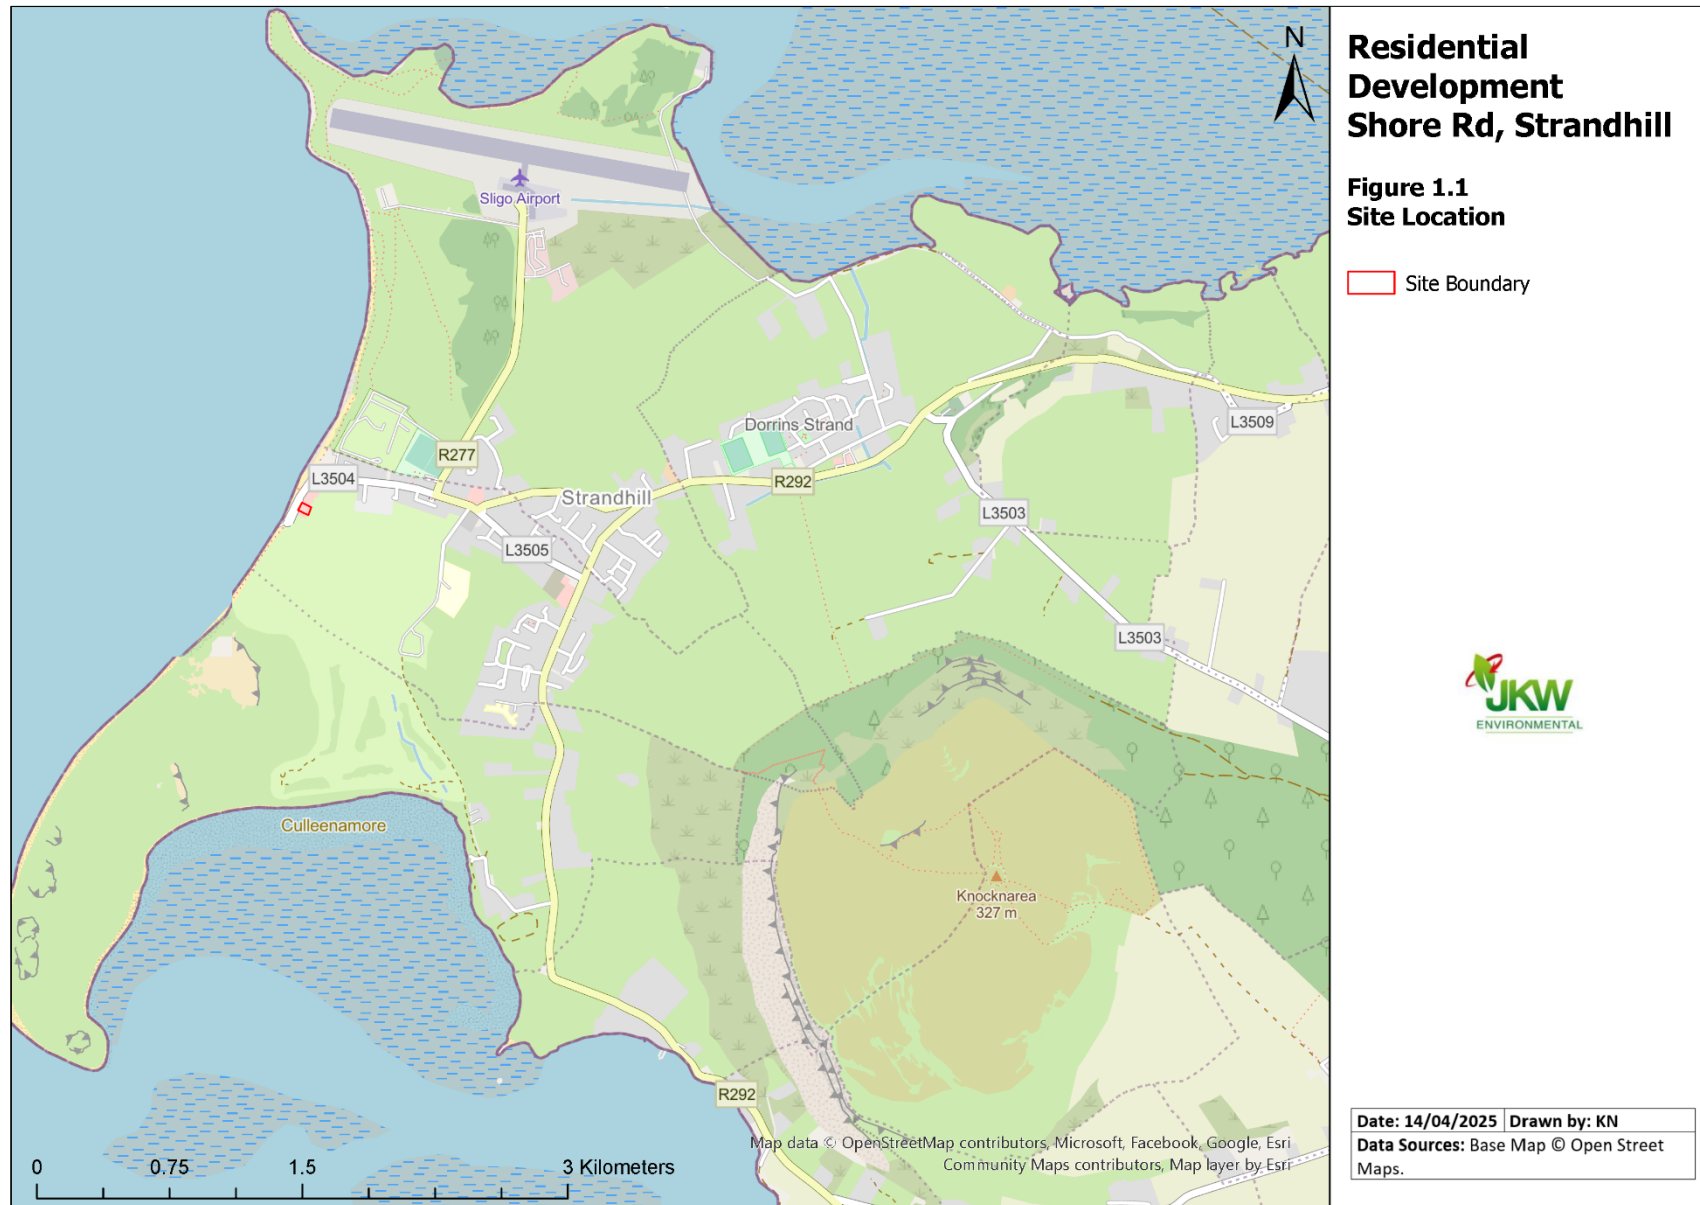 N
Sligo Airport
Dorrins Strand
L3509
R277
L3504
R292
Strandhill
L3503
L3505
L3503
Culleenamore
Knocknarea
327 m
R292
Map data © OpenStreetMap contributors, Microsoft, Facebook, Google, Esri
Community Maps contributors, Map layer by Esri
0 0.75 1.5 3 Kilometers
Residential
Development
Shore Rd, Strandhill
Figure 1.1
Site Location
Site Boundary
JKW
ENVIRONMENTAL
Date: 14/04/2025 Drawn by: KN
Data Sources: Base Map © Open Street
Maps.